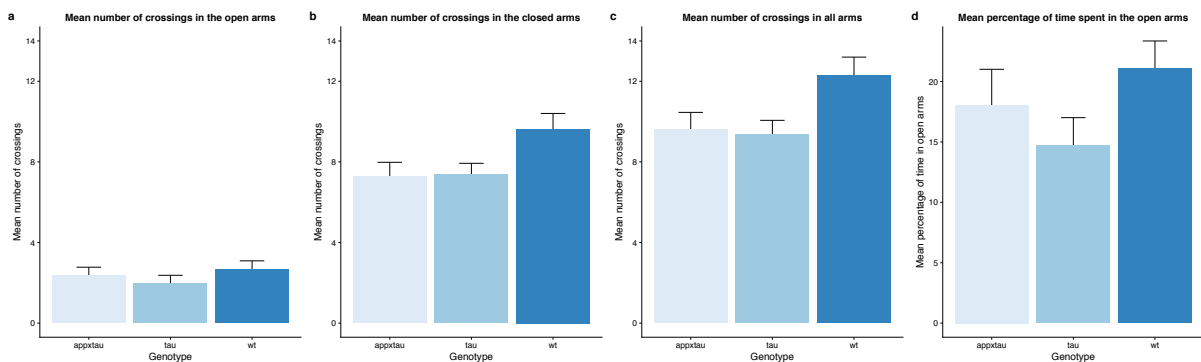 a
Mean number of crossings in the open arms
Mean number of crossings
14
12
8
4
0
appxtau
tau
wt
Genotype
b
Mean number of crossings in the closed arms
Mean number of crossings
14
12
8
4
0
appxtau
tau
wt
Genotype
c
Mean number of crossings in all arms
Mean number of crossings
14
12
8
4
0
appxtau
tau
wt
Genotype
d
Mean percentage of time spent in the open arms
Mean percentage of time in open arms
20
15
10
5
0
appxtau
tau
wt
Genotype